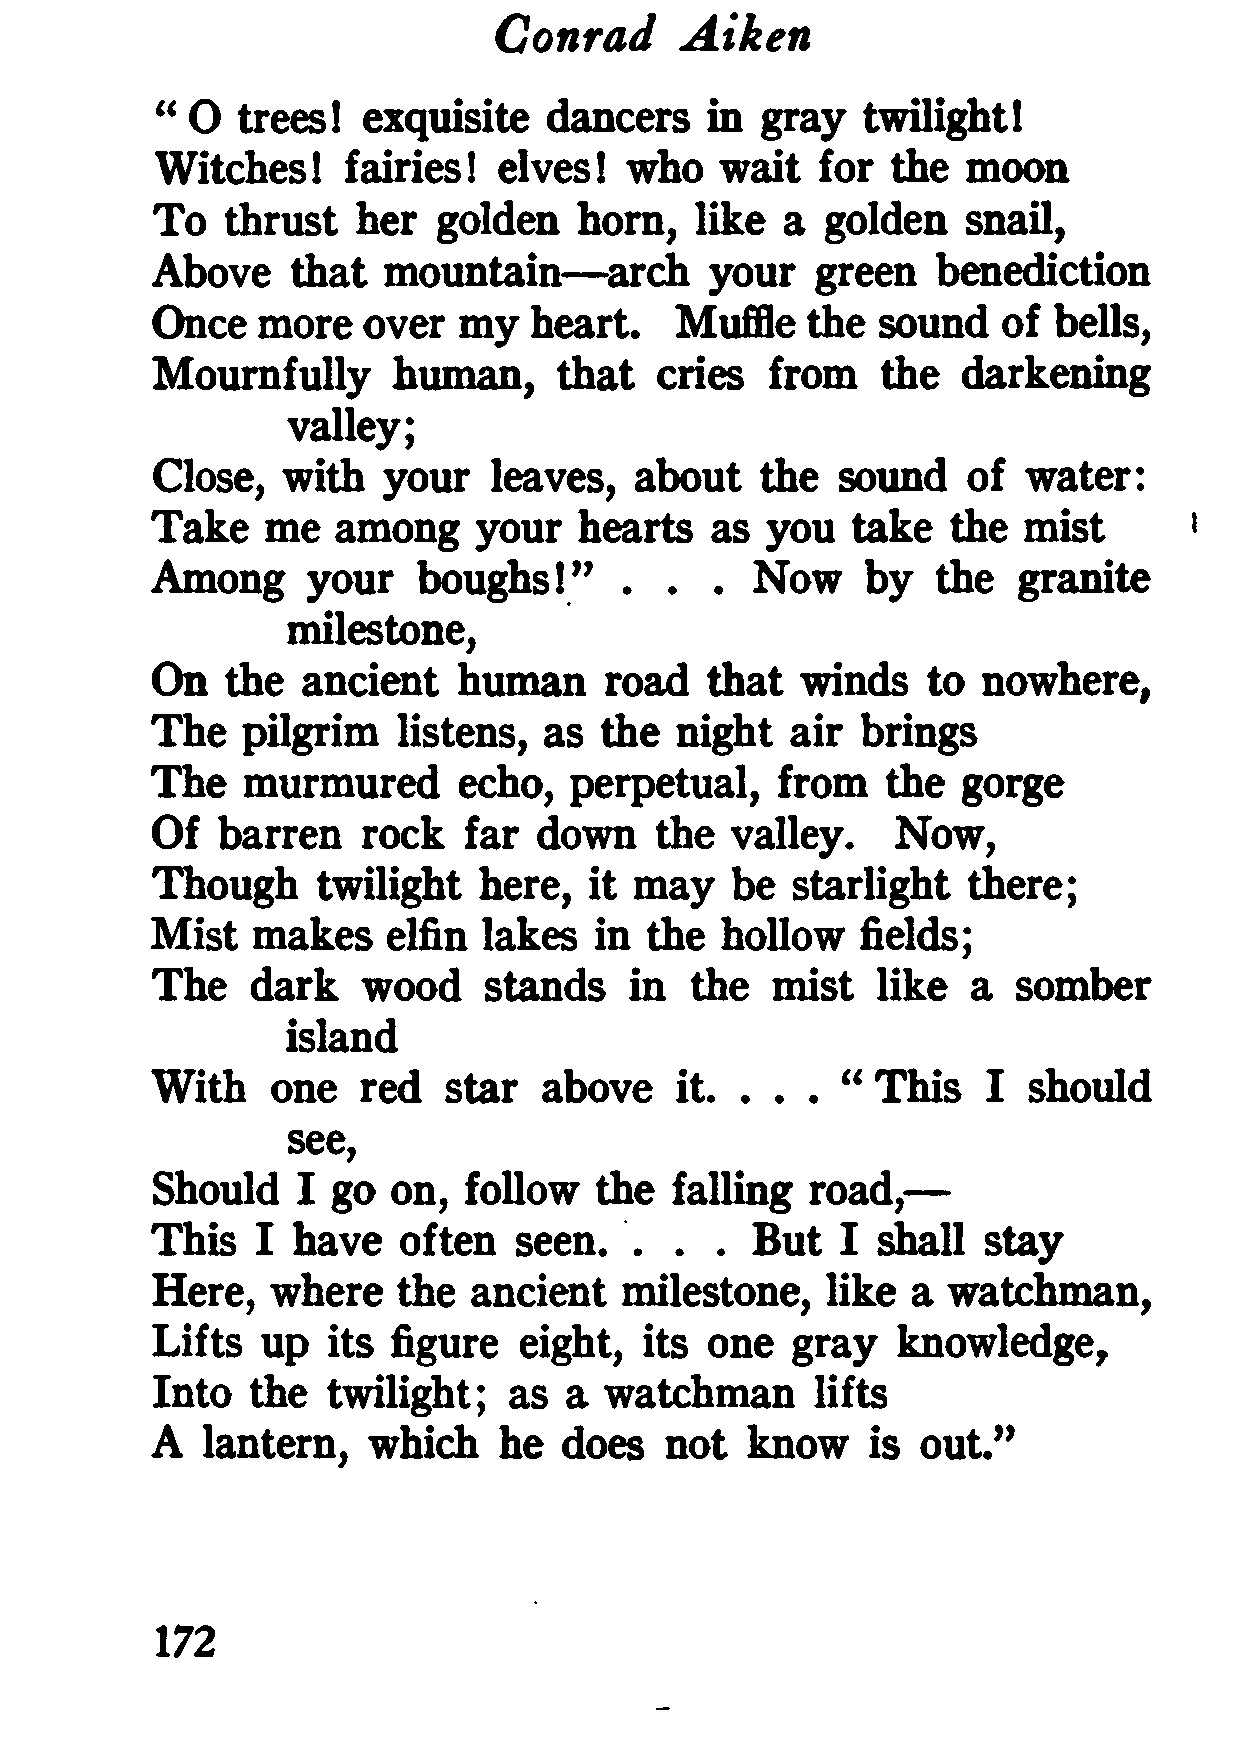 Conrad Aiken
“ O trees! exquisite dancers in gray twilight!
Witches! fairies! elves! who wait for the moon
To thrust her golden horn, like a golden snail,
Above that mountain—arch your green benediction
Once more over my heart. Muffle the sound of bells,
Mournfully human, that cries from the darkening
valley;
Close, with your leaves, about the sound of water:
Take me among your hearts as you take the mist
Among your boughs!” . . . Now by the granite
milestone,
On the ancient human road that winds to nowhere,
The pilgrim listens, as the night air brings
The murmured echo, perpetual, from the gorge
Of barren rock far down the valley. Now,
Though twilight here, it may be starlight there;
Mist makes elfin lakes in the hollow fields;
The dark wood stands in the mist like a somber
island
With one red star above it. . . . “ This I should
see,
Should I go on, follow the falling road,—
This I have often seen. . . . But I shall stay
Here, where the ancient milestone, like a watchman,
Lifts up its figure eight, its one gray knowledge,
Into the twilight; as a watchman lifts
A lantern, which he does not know is out.”
172